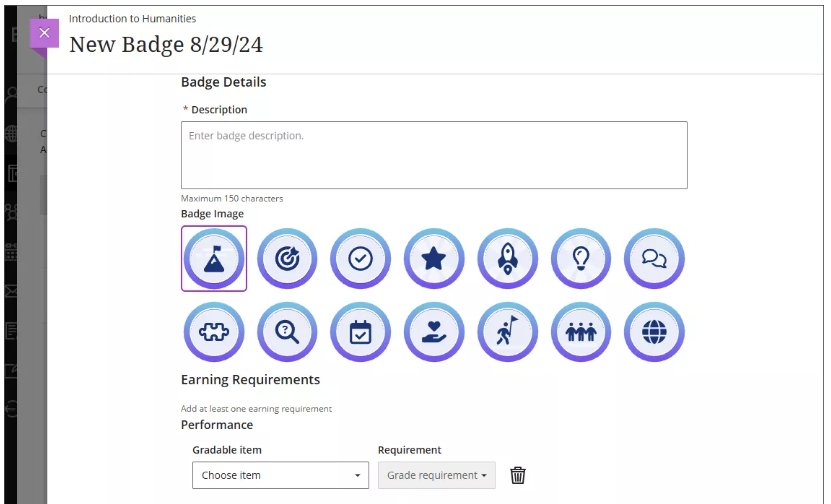 Introduction to Humanities
New Badge 8/29/24
Badge Details
* Description
Enter badge description.
Maximum 150 characters
Badge Image
?
Earning Requirements
Add at least one earning requirement
Performance
Gradable item Requirement
Choose item Grade requirement